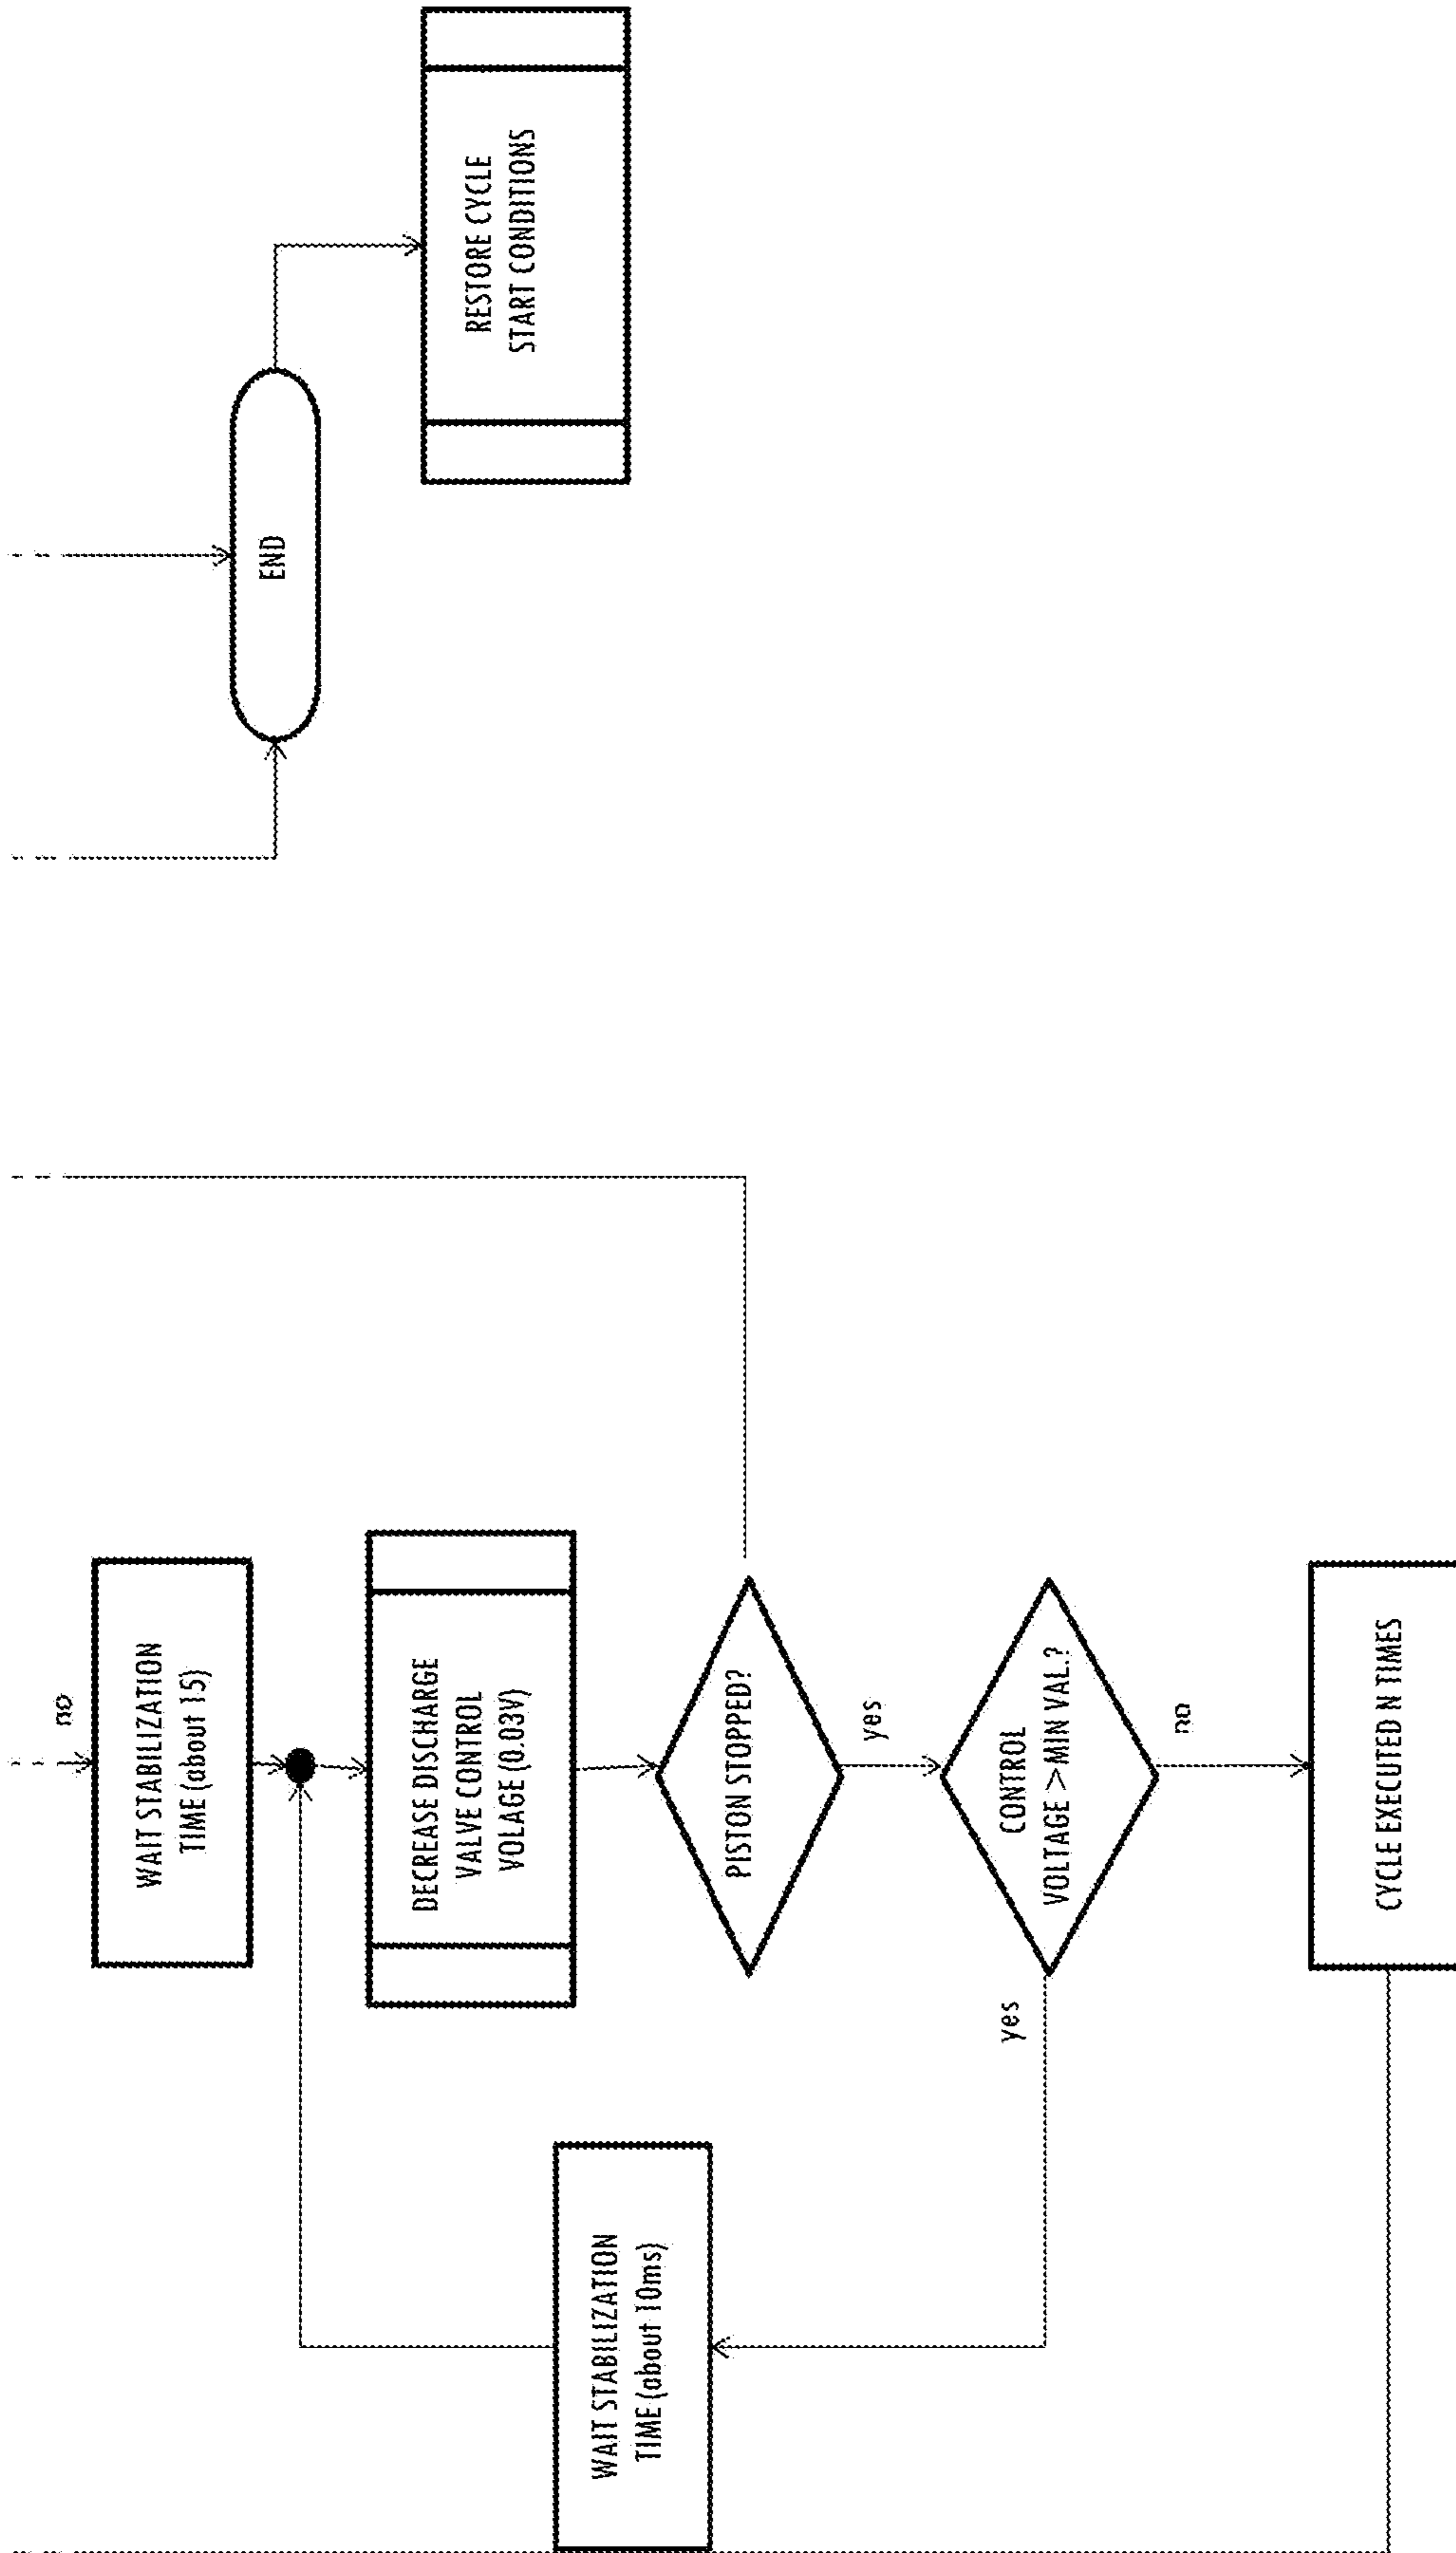 no
WAIT STABILIZATION
TIME (about 15)
DECREASE DISCHARGE
VALVE CONTROL
VOLAGE (0.03V)
PISTON STOPPED?
yes
CONTROL
VOLTAGE >MIN VAL.?
yes
no
WAIT STABILIZATION
TIME (about 10ms)
CYCLE EXECUTED N TIMES
END
RESTORE CYCLE
START CONDITIONS